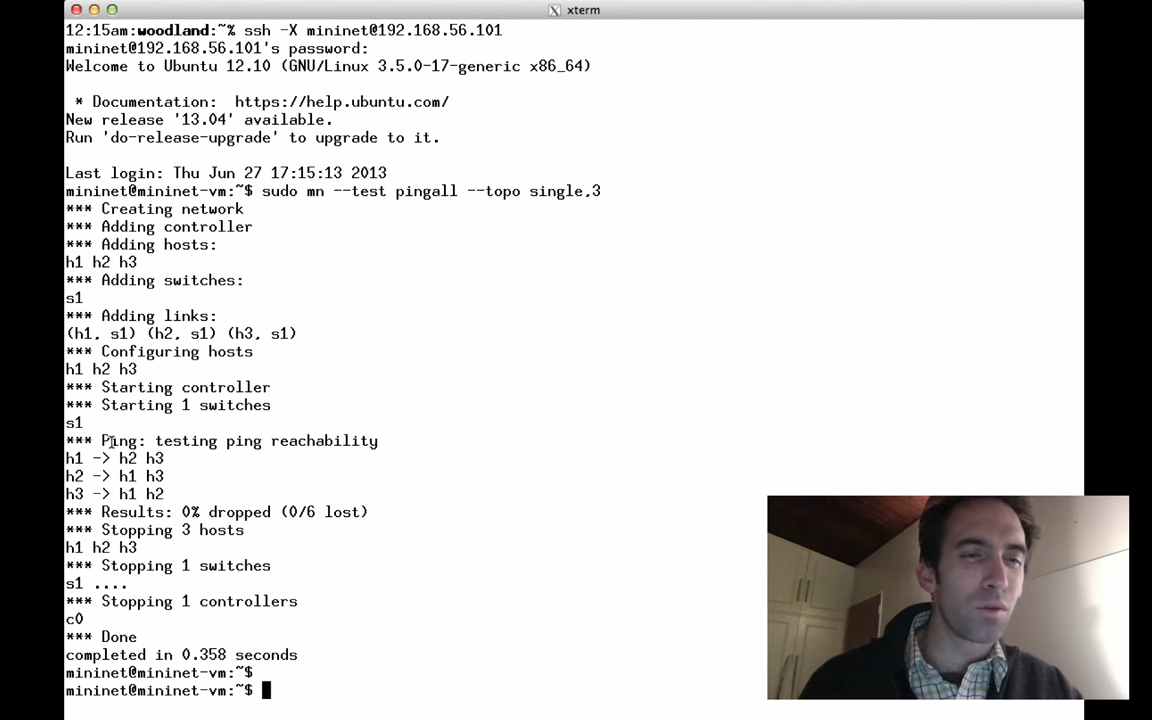 xterm
12:15am:woodland:~% ssh -X mininet@192.168.56.101
mininet@192.168.56.101's password:
Welcome to Ubuntu 12.10 (GNU/Linux 3.5.0-17-generic x86_64)
* Documentation:  https://help.ubuntu.com/
New release '13.04' available.
Run 'do-release-upgrade' to upgrade to it.
Last login: Thu Jun 27 17:15:13 2013
mininet@mininet-vm:~$ sudo mn --test pingall --topo single,3
*** Creating network
*** Adding controller
*** Adding hosts:
h1 h2 h3
*** Adding switches:
s1
*** Adding links:
(h1, s1) (h2, s1) (h3, s1)
*** Configuring hosts
h1 h2 h3
*** Starting controller
*** Starting 1 switches
s1
*** Ping: testing ping reachability
h1 -> h2 h3
h2 -> h1 h3
h3 -> h1 h2
*** Results: 0% dropped (0/6 lost)
*** Stopping 3 hosts
h1 h2 h3
*** Stopping 1 switches
s1 ....
*** Stopping 1 controllers
c0
*** Done
completed in 0.358 seconds
mininet@mininet-vm:~$
mininet@mininet-vm:~$